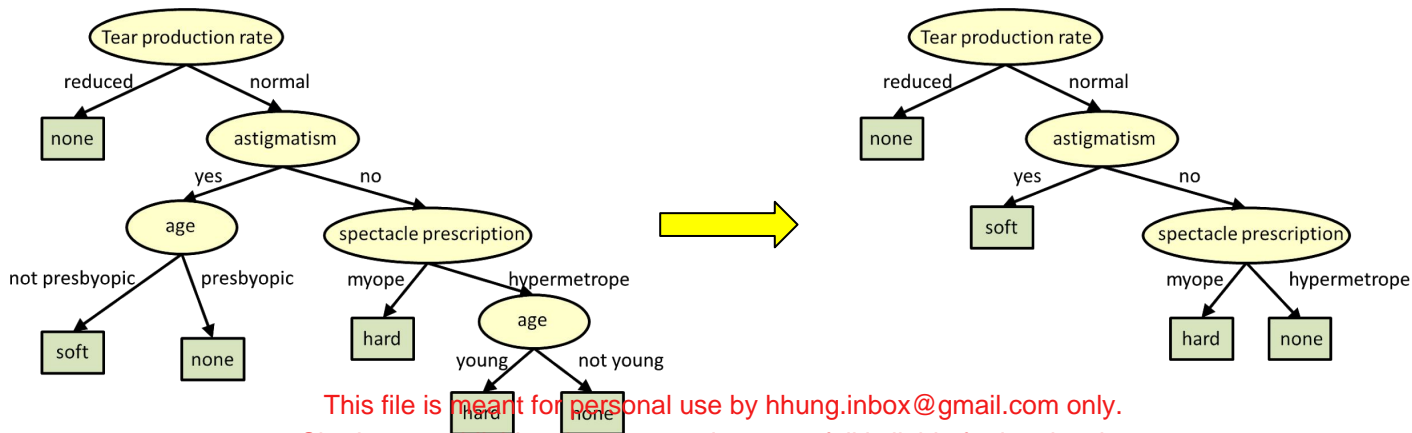 Tear production rate
reduced
normal
none
astigmatism
yes
no
age
spectacle prescription
not presbyopic
presbyopic
myope
hypermetrope
soft
none
hard
age
young
not young
hard
none
Tear production rate
reduced
normal
none
astigmatism
yes
no
soft
spectacle prescription
myope
hypermetrope
hard
none
This file is meant for personal use by hhung.inbox@gmail.com only.